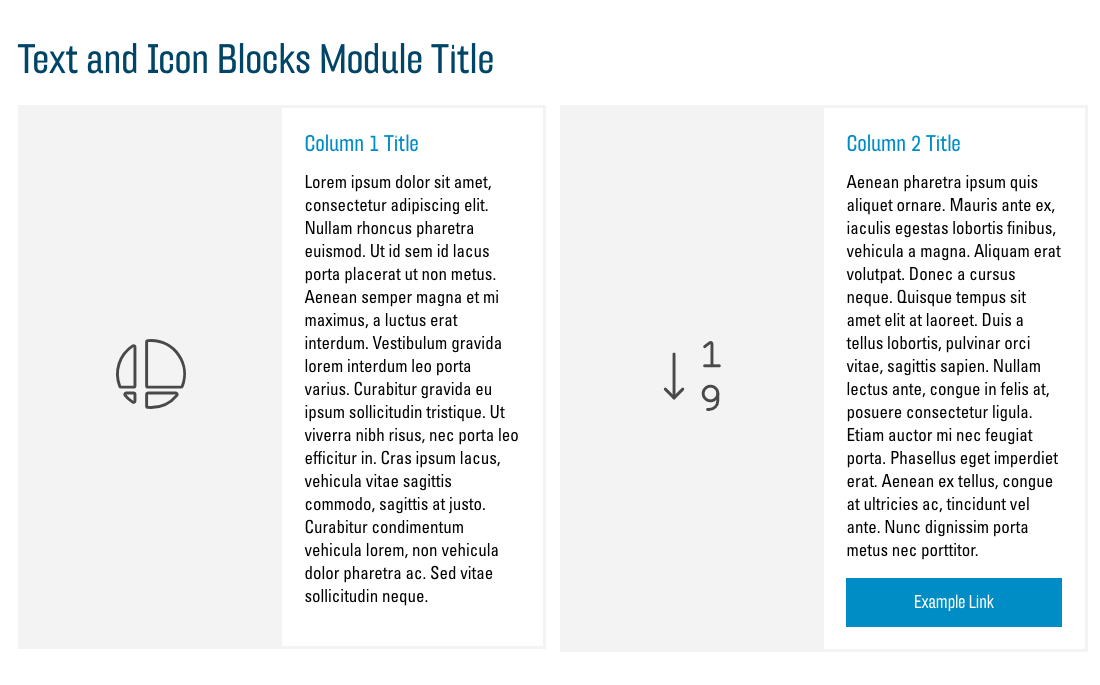 Text and Icon Blocks Module Title
Column 1 Title
Lorem ipsum dolor sit amet,
consectetur adipiscing elit.
Nullam rhoncus pharetra
euismod. Ut id sem id lacus
porta placerat ut non metus.
Aenean semper magna et mi
maximus, a luctus erat
interdum. Vestibulum gravida
lorem interdum leo porta
varius. Curabitur gravida eu
ipsum sollicitudin tristique. Ut
viverra nibh risus, nec porta leo
efficitur in. Cras ipsum lacus,
vehicula vitae sagittis
commodo, sagittis at justo.
Curabitur condimentum
vehicula lorem, non vehicula
dolor pharetra ac. Sed vitae
sollicitudin neque.
1
9
Column 2 Title
Aenean pharetra ipsum quis
aliquet ornare. Mauris ante ex,
iaculis egestas lobortis finibus,
vehicula a magna. Aliquam erat
volutpat. Donec a cursus
neque. Quisque tempus sit
amet elit at laoreet. Duis a
tellus lobortis, pulvinar orci
vitae, sagittis sapien. Nullam
lectus ante, congue in felis at,
posuere consectetur ligula.
Etiam auctor mi nec feugiat
porta. Phasellus eget imperdiet
erat. Aenean ex tellus, congue
at ultricies ac, tincidunt vel
ante. Nunc dignissim porta
metus nec porttitor.
Example Link